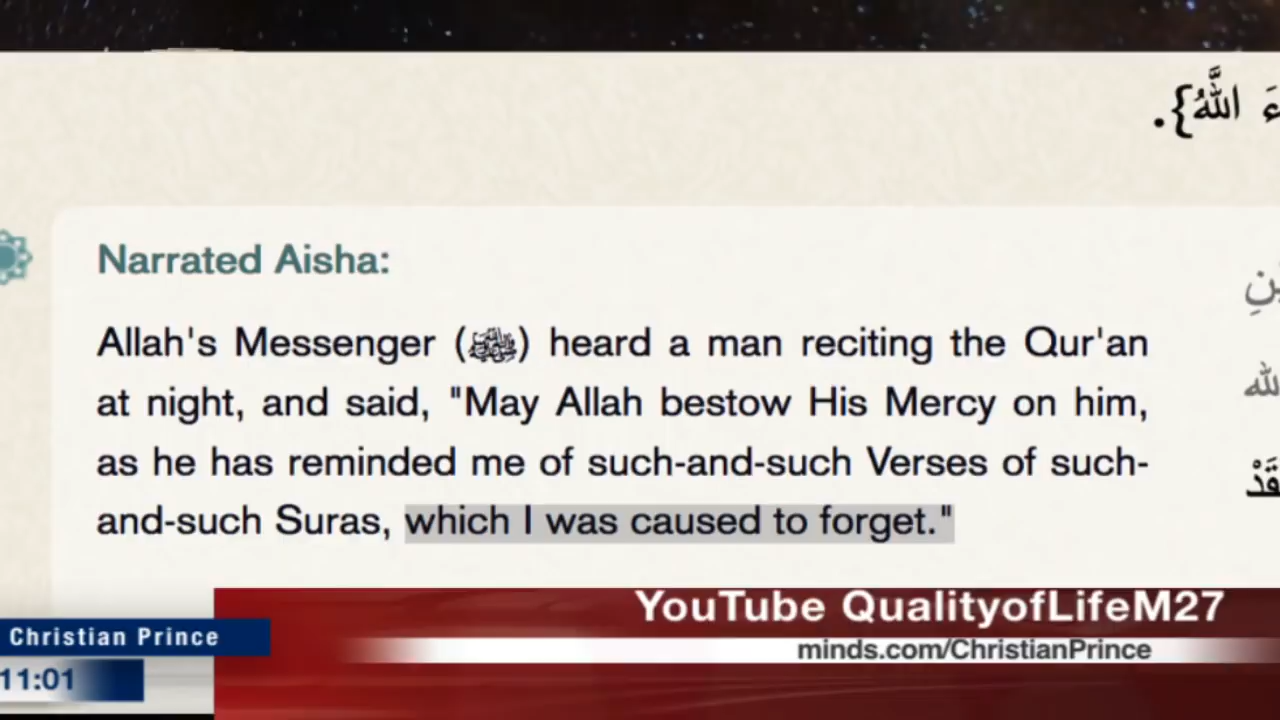 َ اللَّهُ}.
Narrated Aisha:
Allah's Messenger (ﷺ) heard a man reciting the Qur'an
at night, and said, "May Allah bestow His Mercy on him,
as he has reminded me of such-and-such Verses of such-
and-such Suras, which I was caused to forget."
YouTube QualityofLifeM27
Christian Prince
minds.com/ChristianPrince
11:01